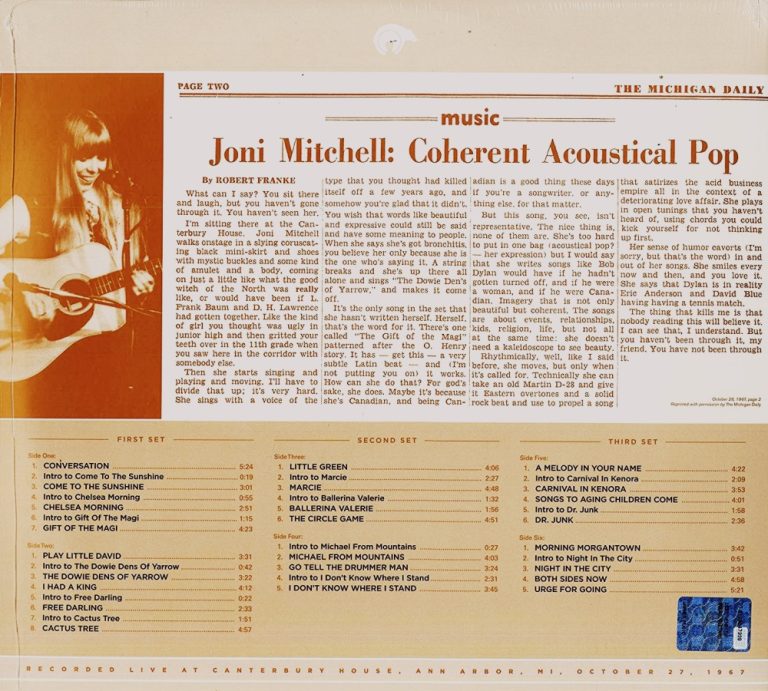 PAGE TWO
THE MICHIGAN DAILY
music
Joni Mitchell: Coherent Acoustical Pop
By ROBERT FRANKE
What can I say? You sit there
and laugh, but you haven't gone
through it. You haven't seen her.
I'm sitting there at the Can-
terbury House. Joni Mitchell
walks onstage in a slying coruscat-
ing black mini-skirt and shoes
with mystic buckles and some kind
of amulet and a body, coming
on just a little like what the good
witch of the North was really
like, or would have been if L.
Frank Baum and D. H. Lawrence
had gotten together. Like the kind
of girl you thought was ugly in
junior high and then gritted your
teeth over in the 11th grade when
you saw here in the corridor with
somebody else.
Then she starts singing and
playing and moving. I'll have to
divide that up; it's very hard.
She sings with a voice of the
type that you thought had killed
itself off a few years ago, and
somehow you're glad that it didn't.
You wish that words like beautiful
and expressive could still be said
and have some meaning to people.
When she says she's got bronchitis,
you believe her only because she is
the one who's saying it. A string
breaks and she's up there all
alone and sings "The Dowie Den's
of Yarrow," and makes it come
off.
It's the only song in the set that
she hasn't written herself. Herself,
that's the word for it. There's one
called "The Gift of the Magi"
patterned after the O. Henry
story. It has — get this — a very
subtle Latin beat — and (I'm
not putting you on) it works.
How can she do that? For god's
sake, she does. Maybe it's because
she's Canadian, and being Can-
adian is a good thing these days
if you're a songwriter, or any-
thing else, for that matter.
But this song, you see, isn't
representative. The nice thing is,
none of them are. She's too hard
to put in one bag (acoustical pop?
— her expression) but I would say
that she writes songs like Bob
Dylan would have if he hadn't
gotten turned off, and if he were
a woman, and if he were Cana-
dian. Imagery that is not only
beautiful but coherent. The songs
are about events, relationships,
kids, religion, life, but not all
at the same time: she doesn't
need a kaleidoscope to see beauty.
Rhythmically, well, like I said
before, she moves, but only when
it's called for. Technically she can
take an old Martin D-28 and give
it Eastern overtones and a solid
rock beat and use to propel a song
that satirizes the acid business
empire all in the context of a
deteriorating love affair. She plays
in open tunings that you haven't
heard of, using chords you could
kick yourself for not thinking
up first.
Her sense of humor cavorts (I'm
sorry, but that's the word) in and
out of her songs. She smiles every
now and then, and you love it.
She says that Dylan is in reality
Eric Anderson and David Blue
having having a tennis match.
The thing that kills me is that
nobody reading this will believe it.
I can see that, I understand. But
you haven't been through it, my
friend. You have not been through
it.
October 28, 1967, page 2
Reprinted with permission by The Michigan Daily
FIRST SET
Side One:
1. CONVERSATION 5:24
2. Intro to Come To The Sunshine 0:19
3. COME TO THE SUNSHINE 3:01
4. Intro to Chelsea Morning 0:55
5. CHELSEA MORNING 2:51
6. Intro to Gift Of The Magi 1:15
7. GIFT OF THE MAGI 4:23
Side Two:
1. PLAY LITTLE DAVID 3:31
2. Intro to The Dowie Dens Of Yarrow 0:42
3. THE DOWIE DENS OF YARROW 3:22
4. I HAD A KING 4:12
5. Intro to Free Darling 0:22
6. FREE DARLING 2:33
7. Intro to Cactus Tree 1:51
8. CACTUS TREE 4:57
SECOND SET
Side Three:
1. LITTLE GREEN 4:06
2. Intro to Marcie 2:27
3. MARCIE 4:48
4. Intro to Ballerina Valerie 1:32
5. BALLERINA VALERIE 1:56
6. THE CIRCLE GAME 4:51
Side Four:
1. Intro to Michael From Mountains 0:27
2. MICHAEL FROM MOUNTAINS 4:03
3. GO TELL THE DRUMMER MAN 3:24
4. Intro to I Don't Know Where I Stand 2:31
5. I DON'T KNOW WHERE I STAND 3:45
THIRD SET
Side Five:
1. A MELODY IN YOUR NAME 4:22
2. Intro to Carnival In Kenora 2:09
3. CARNIVAL IN KENORA 3:53
4. SONGS TO AGING CHILDREN COME 4:01
5. Intro to Dr. Junk 1:58
6. DR. JUNK 2:36
Side Six:
1. MORNING MORGANTOWN 3:42
2. Intro to Night In The City 0:51
3. NIGHT IN THE CITY 3:31
4. BOTH SIDES NOW 4:58
5. URGE FOR GOING 5:21
RECORDED LIVE AT CANTERBURY HOUSE, ANN ARBOR, MI, OCTOBER 27, 1967